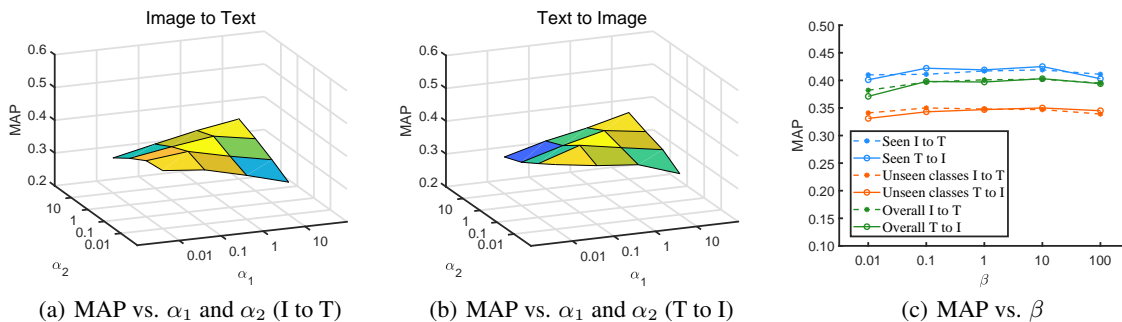 Image to Text
0.6
0.5
0.4
0.3
0.2
MAP
10
1
0.1
0.01
α2
0.01
0.1
1
10
α1
(a) MAP vs. α1 and α2 (I to T)
Text to Image
0.6
0.5
0.4
0.3
0.2
MAP
10
1
0.1
0.01
α2
0.01
0.1
1
10
α1
(b) MAP vs. α1 and α2 (T to I)
0.50
0.45
0.40
0.35
0.30
0.25
0.20
0.15
0.10
MAP
Seen I to T
Seen T to I
Unseen classes I to T
Unseen classes T to I
Overall I to T
Overall T to I
0.01
0.1
1
10
100
β
(c) MAP vs. β